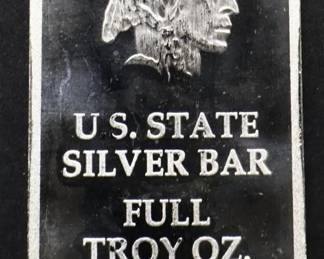 U S. STATE
SILVER BAR
FULL
TROY OZ.